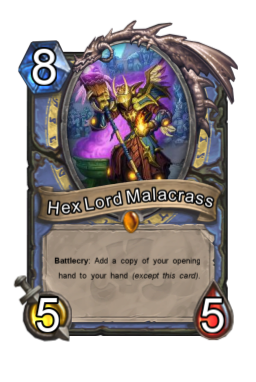 8
Hex Lord Malacrass
Battlecry: Add a copy of your opening
hand to your hand (except this card).
5
5